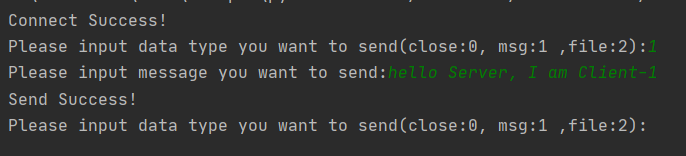 Connect Success!
Please input data type you want to send(close:0, msg:1 ,file:2):1
Please input message you want to send:hello Server, I am Client-1
Send Success!
Please input data type you want to send(close:0, msg:1 ,file:2):